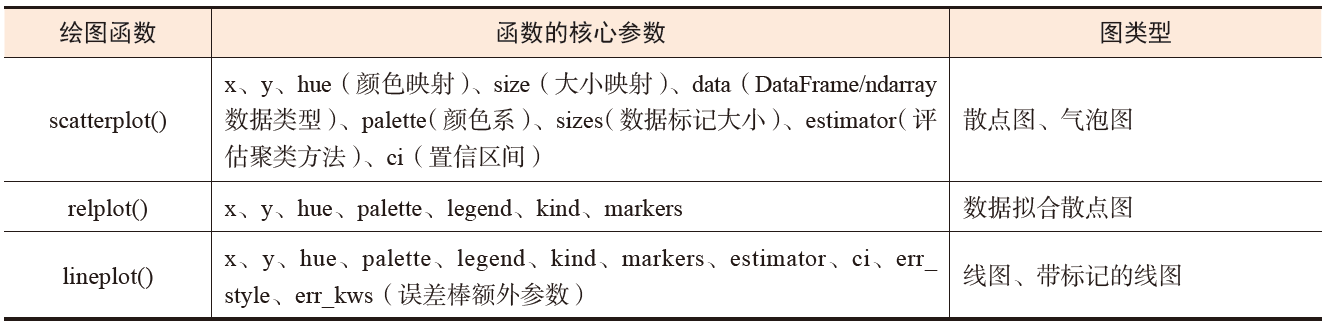 绘图函数 函数的核心参数 图类型
scatterplot() x、y、hue（颜色映射）、size（大小映射）、data（DataFrame/ndarray
数据类型）、palette（颜色系）、sizes（数据标记大小）、estimator（评
估聚类方法）、ci（置信区间） 散点图、气泡图
relplot() x、y、hue、palette、legend、kind、markers 数据拟合散点图
lineplot() x、y、hue、palette、legend、kind、markers、estimator、ci、err_
style、err_kws（误差棒额外参数） 线图、带标记的线图